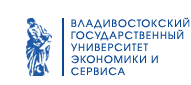 ВЛАДИВОСТОКСКИЙ
ГОСУДАРСТВЕННЫЙ
УНИВЕРСИТЕТ
ЭКОНОМИКИ И
СЕРВИСА